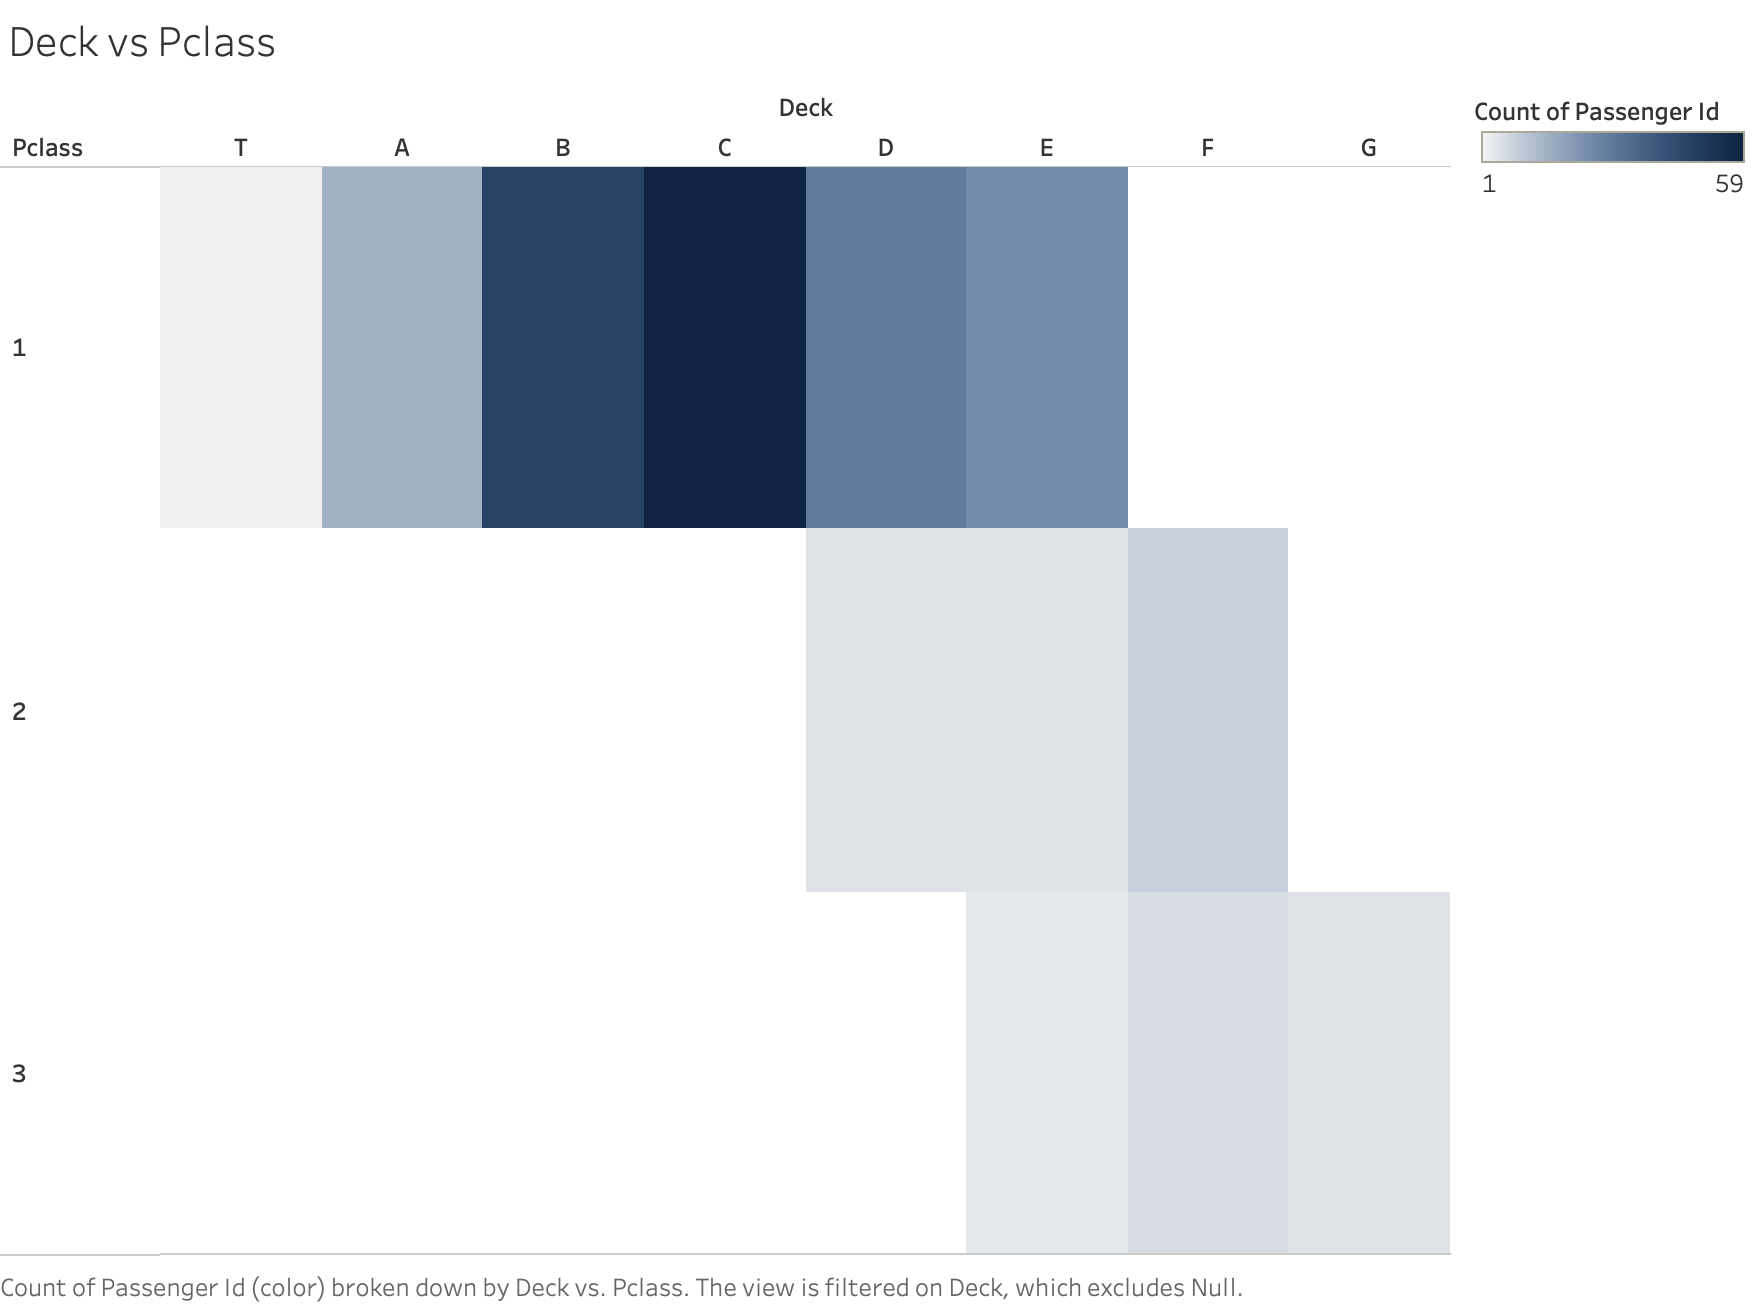 Deck vs Pclass
Deck
Pclass T A B C D E F G
Count of Passenger Id
1 59
1
2
3
Count of Passenger Id (color) broken down by Deck vs. Pclass. The view is filtered on Deck, which excludes Null.